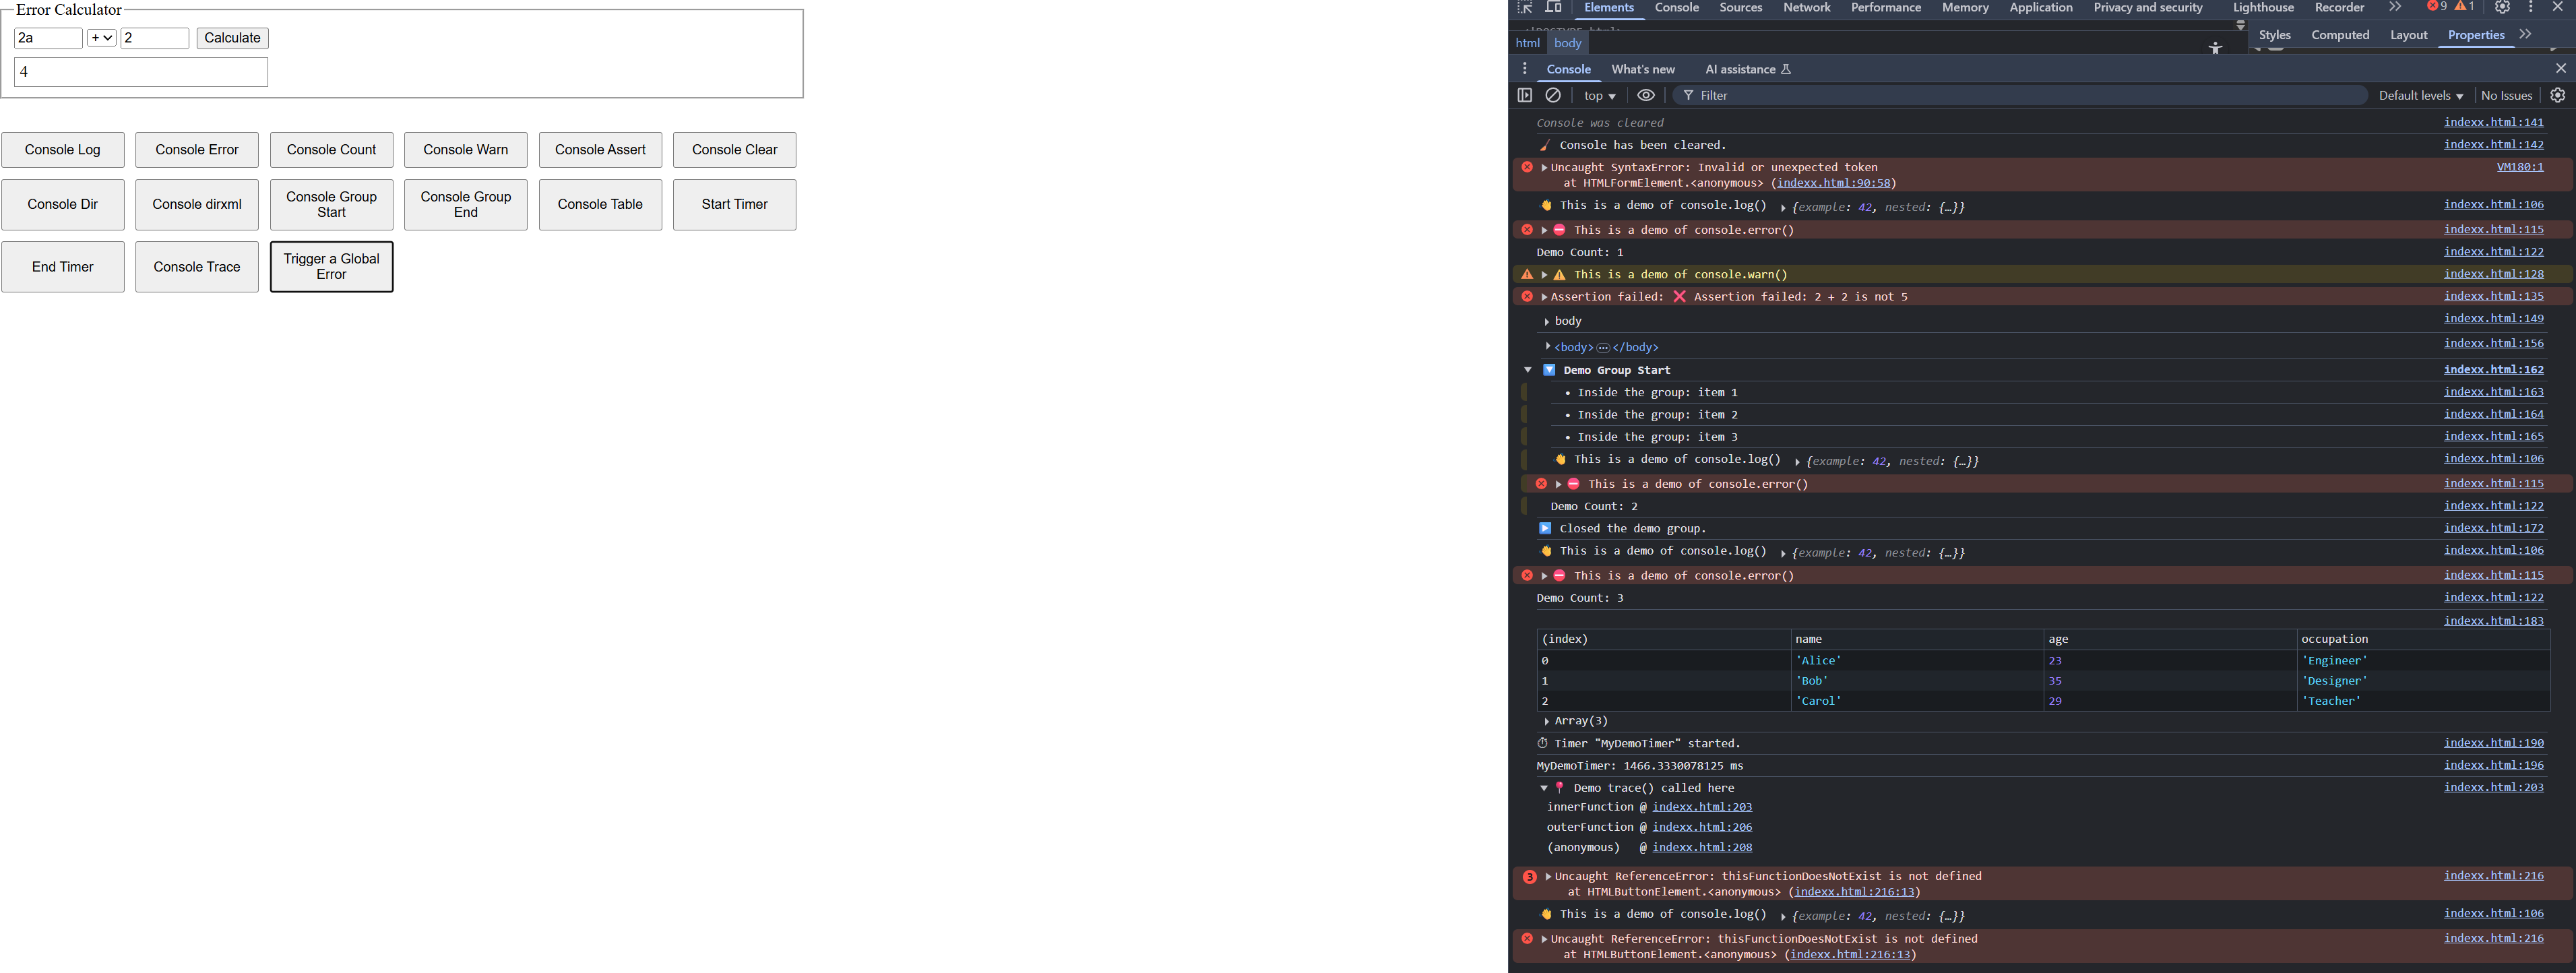 Error Calculator
2a + 2 Calculate
4
Console Log Console Error Console Count Console Warn Console Assert Console Clear
Console Dir Console dirxml Console Group Start Console Group End Console Table Start Timer
End Timer Console Trace Trigger a Global Error
Elements Console Sources Network Performance Memory Application Privacy and security Lighthouse Recorder 9 1
html body
Styles Computed Layout Properties
Console What's new AI assistance
top Filter Default levels No Issues
Console was cleared indexx.html:141
🧹 Console has been cleared. indexx.html:142
Uncaught SyntaxError: Invalid or unexpected token VM180:1
at HTMLFormElement.<anonymous> (indexx.html:90:58)
👋 This is a demo of console.log() ▶ {example: 42, nested: {…}} indexx.html:106
▶ ⛔ This is a demo of console.error() indexx.html:115
Demo Count: 1 indexx.html:122
▶ ⚠️ This is a demo of console.warn() indexx.html:128
▶ Assertion failed: ❌ Assertion failed: 2 + 2 is not 5 indexx.html:135
▶ body indexx.html:149
▶ <body>…</body> indexx.html:156
▼ 🔽 Demo Group Start indexx.html:162
• Inside the group: item 1 indexx.html:163
• Inside the group: item 2 indexx.html:164
• Inside the group: item 3 indexx.html:165
👋 This is a demo of console.log() ▶ {example: 42, nested: {…}} indexx.html:106
▶ ⛔ This is a demo of console.error() indexx.html:115
Demo Count: 2 indexx.html:122
▶️ Closed the demo group. indexx.html:172
👋 This is a demo of console.log() ▶ {example: 42, nested: {…}} indexx.html:106
▶ ⛔ This is a demo of console.error() indexx.html:115
Demo Count: 3 indexx.html:122
indexx.html:183
(index) name age occupation
0 'Alice' 23 'Engineer'
1 'Bob' 35 'Designer'
2 'Carol' 29 'Teacher'
▶ Array(3)
⏱ Timer "MyDemoTimer" started. indexx.html:190
MyDemoTimer: 1466.3330078125 ms indexx.html:196
▼ 📍 Demo trace() called here indexx.html:203
innerFunction @ indexx.html:203
outerFunction @ indexx.html:206
(anonymous) @ indexx.html:208
3 ▶ Uncaught ReferenceError: thisFunctionDoesNotExist is not defined indexx.html:216
at HTMLButtonElement.<anonymous> (indexx.html:216:13)
👋 This is a demo of console.log() ▶ {example: 42, nested: {…}} indexx.html:106
▶ Uncaught ReferenceError: thisFunctionDoesNotExist is not defined indexx.html:216
at HTMLButtonElement.<anonymous> (indexx.html:216:13)